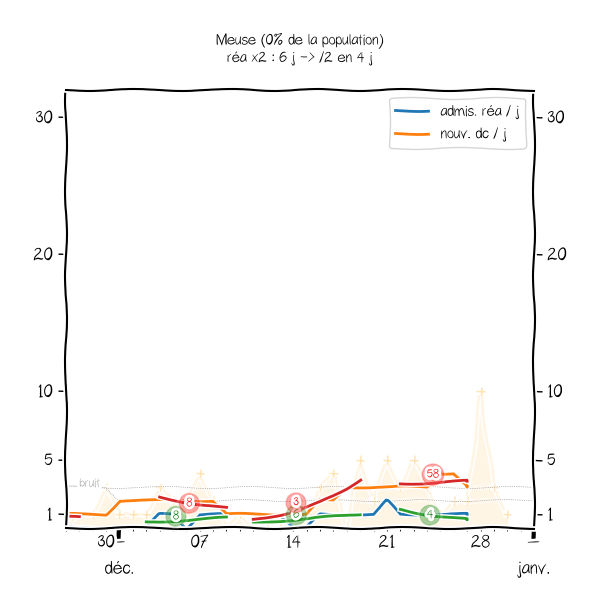 Meuse (0% de la population)
réa x2 : 6 j -> /2 en 4 j
admis. réa / j
nouv. dc / j
30 30
20 20
10 10
5 5
1 1
bruit
58
8 3
8 6 4
30 07 14 21 28
déc. janv.